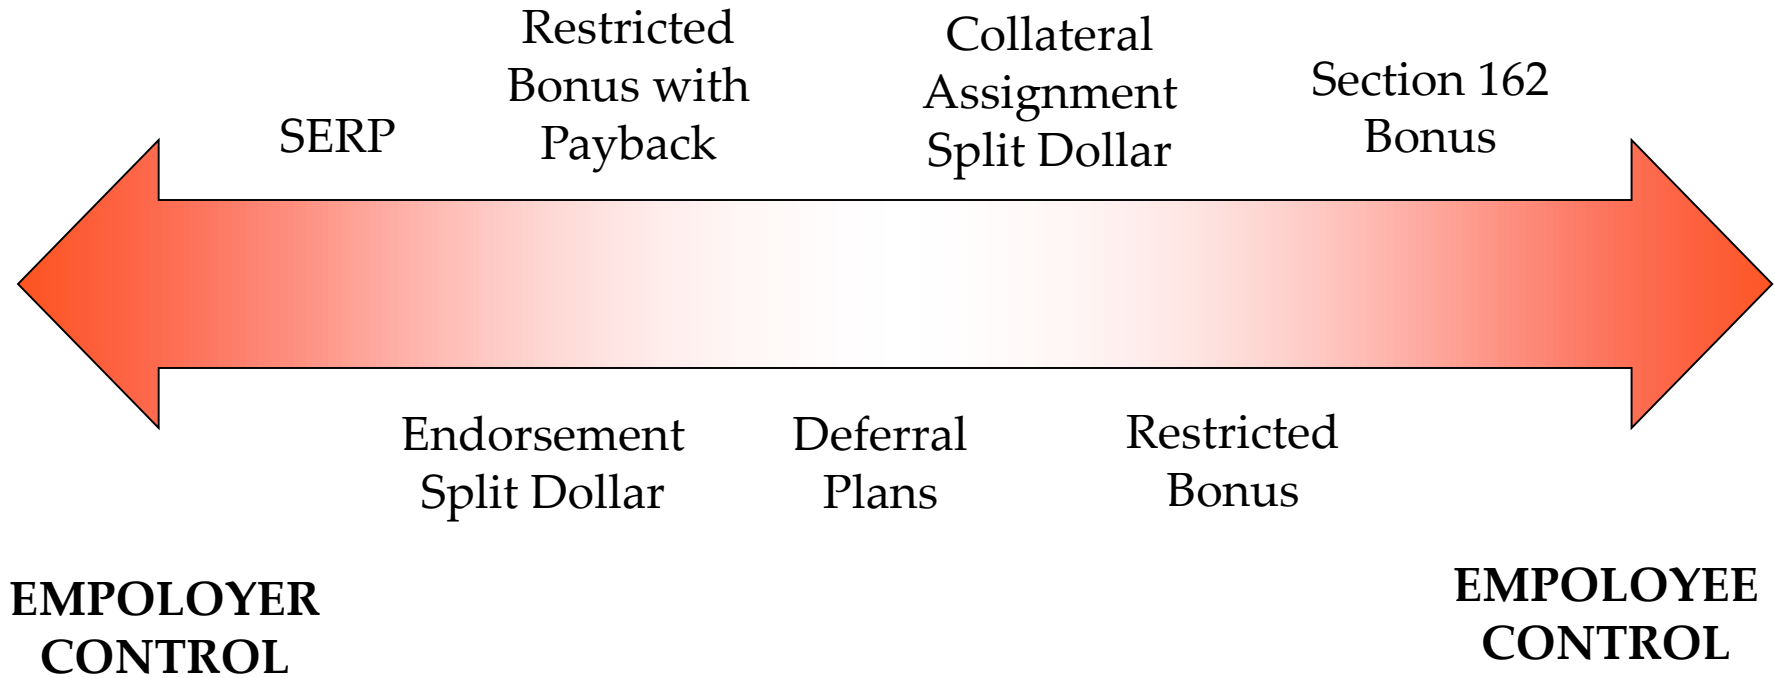 SERP
Restricted
Bonus with
Payback
Collateral
Assignment
Split Dollar
Section 162
Bonus
Endorsement
Split Dollar
Deferral
Plans
Restricted
Bonus
EMPOLOYER
CONTROL
EMPOLOYEE
CONTROL